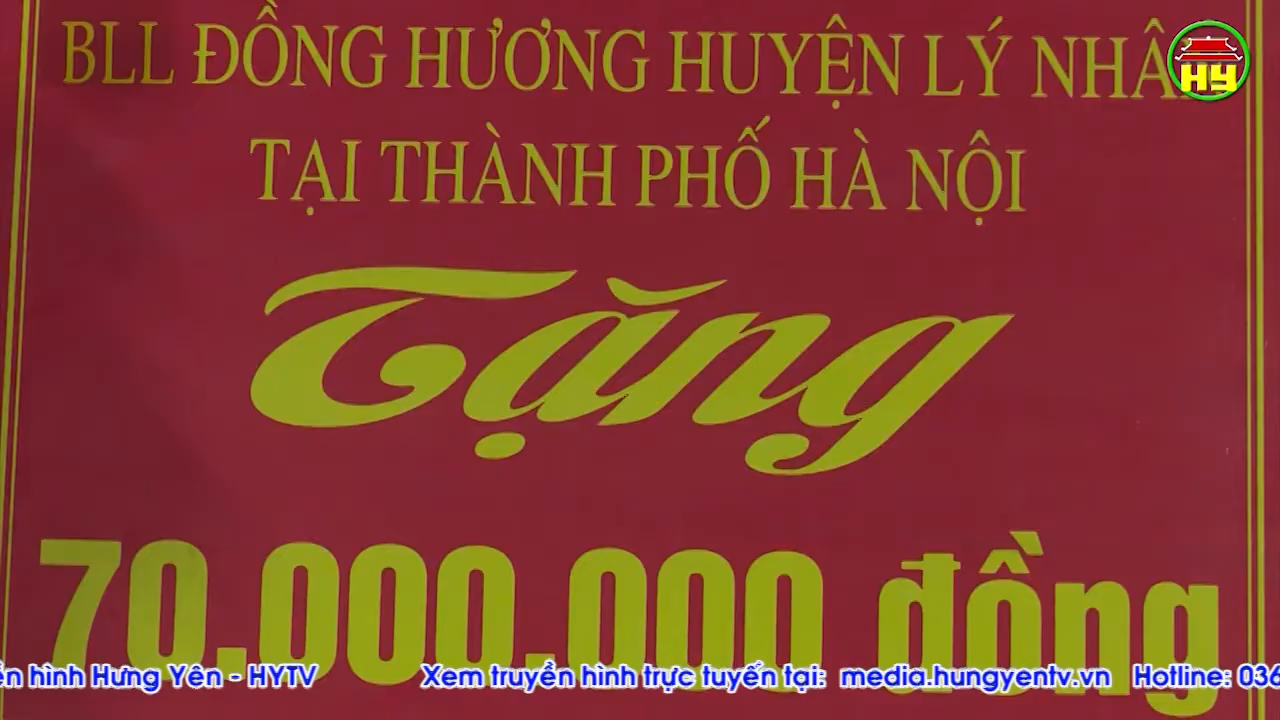 BLL ĐỒNG HƯƠNG HUYỆN LÝ NHÂ
HY
TẠI THÀNH PHỐ HÀ NỘI
Tặng
70.000.000 đồng
ền hình Hưng Yên - HYTV Xem truyền hình trực tuyến tại: media.hungyentv.vn Hotline: 036